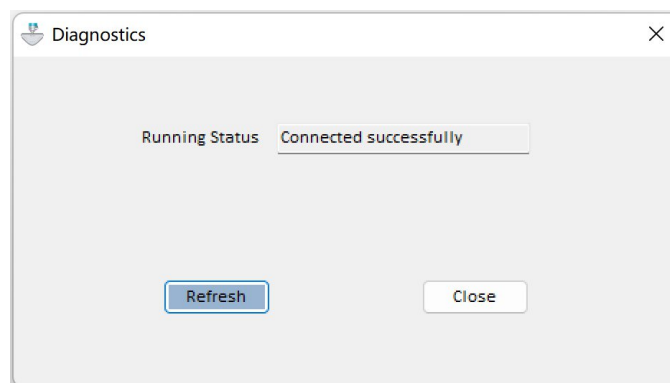 Diagnostics
Running Status Connected successfully
Refresh Close